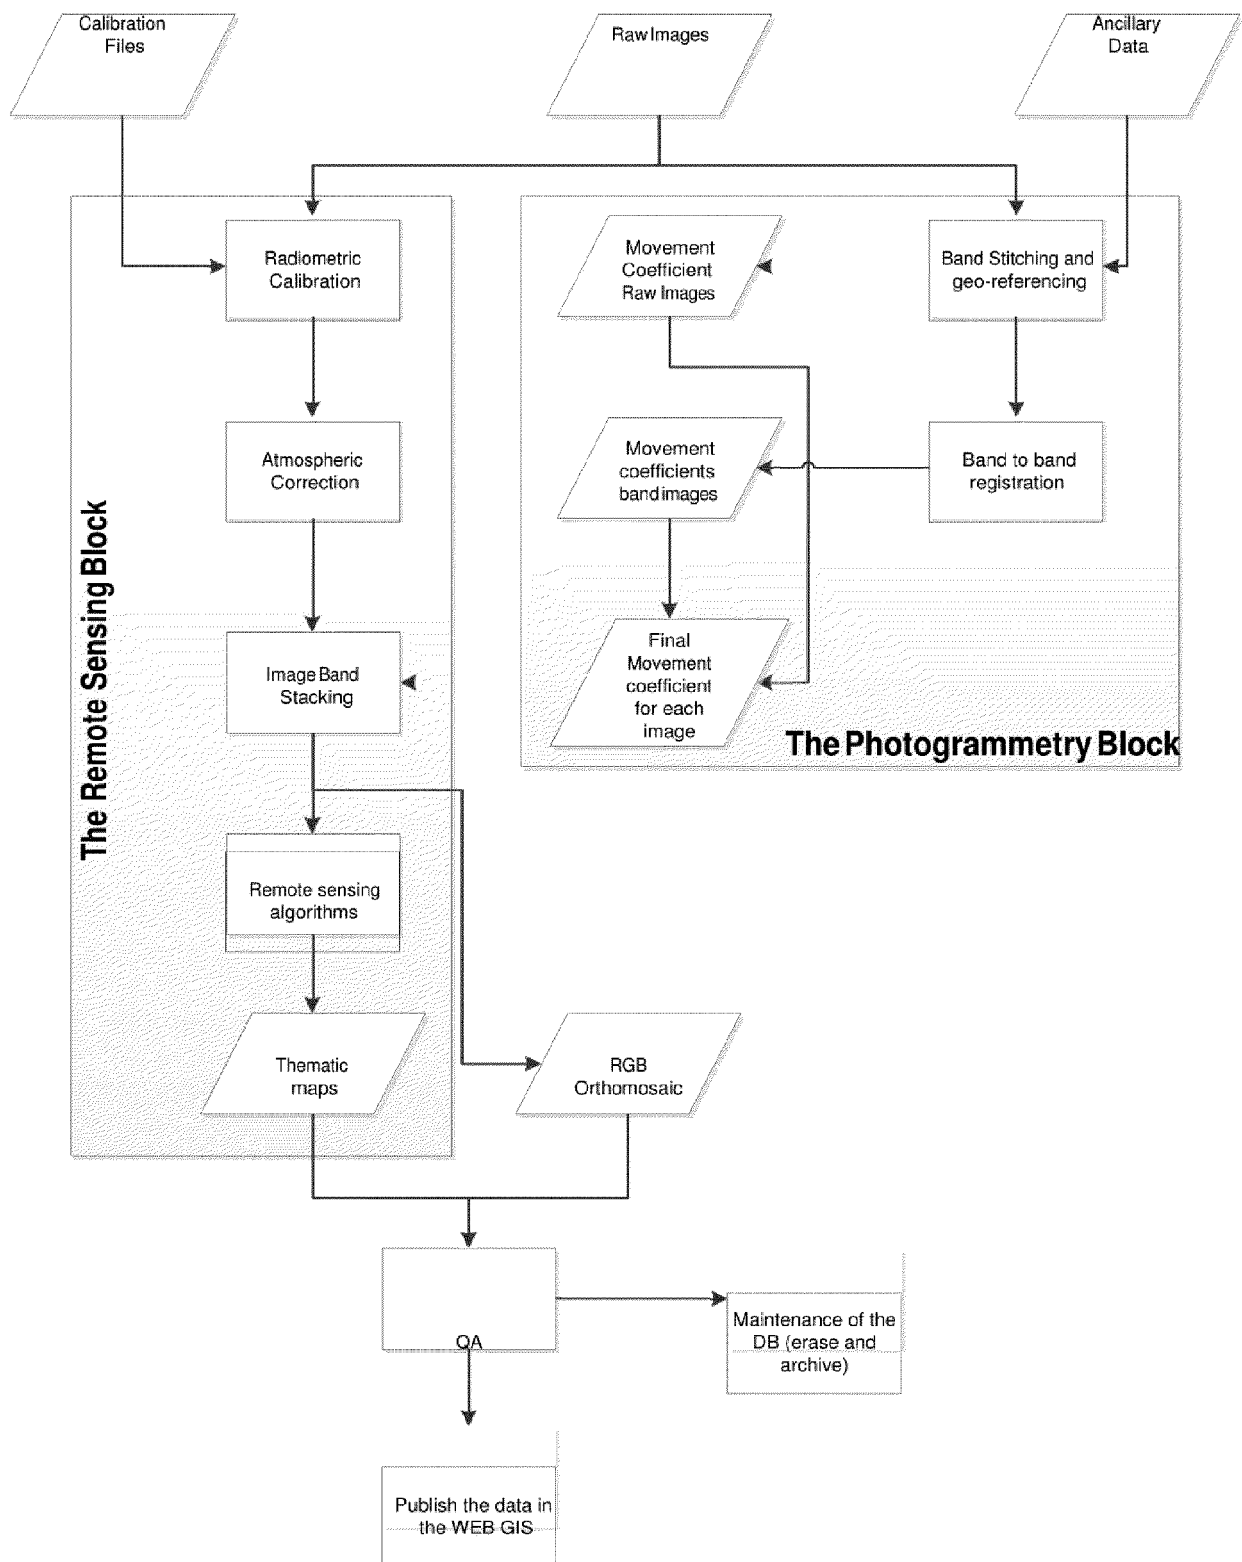 Calibration
Files
Raw Images
Ancillary
Data
Radiometric
Calibration
Movement
Coefficient
Raw Images
Band Stitching and
geo-referencing
Atmospheric
Correction
Movement
coefficients
band images
Band to band
registration
The Remote Sensing Block
Image Band
Stacking
Final
Movement
coefficient
for each
image
The Photogrammetry Block
Remote sensing
algorithms
Thematic
maps
RGB
Orthomosaic
QA
Maintenance of the
DB (erase and
archive)
Publish the data in
the WEB GIS